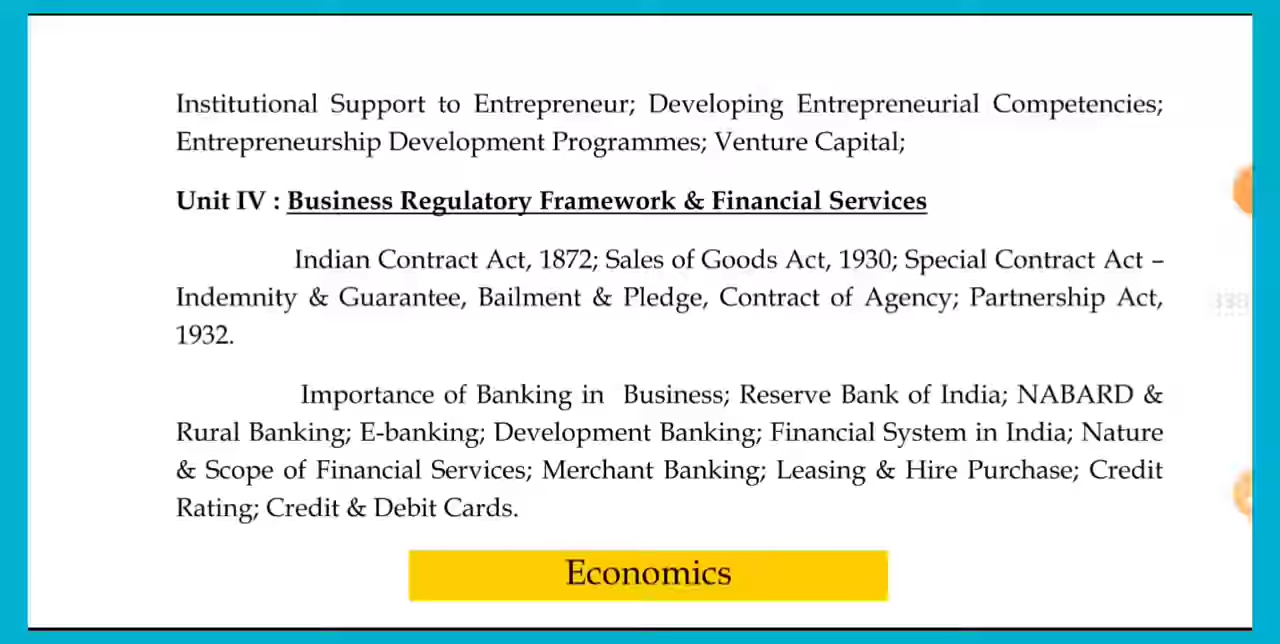 Institutional Support to Entrepreneur; Developing Entrepreneurial Competencies;
Entrepreneurship Development Programmes; Venture Capital;
Unit IV : Business Regulatory Framework & Financial Services
Indian Contract Act, 1872; Sales of Goods Act, 1930; Special Contract Act –
Indemnity & Guarantee, Bailment & Pledge, Contract of Agency; Partnership Act,
1932.
Importance of Banking in Business; Reserve Bank of India; NABARD &
Rural Banking; E-banking; Development Banking; Financial System in India; Nature
& Scope of Financial Services; Merchant Banking; Leasing & Hire Purchase; Credit
Rating; Credit & Debit Cards.
Economics